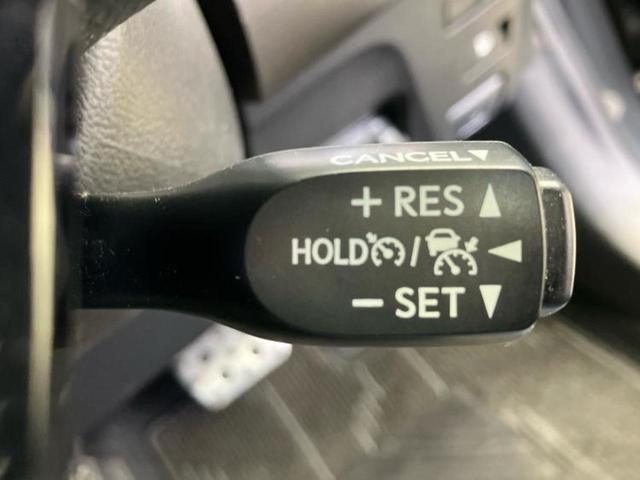 CANCEL▼
+ RES ▲
HOLD / ◀
− SET ▼